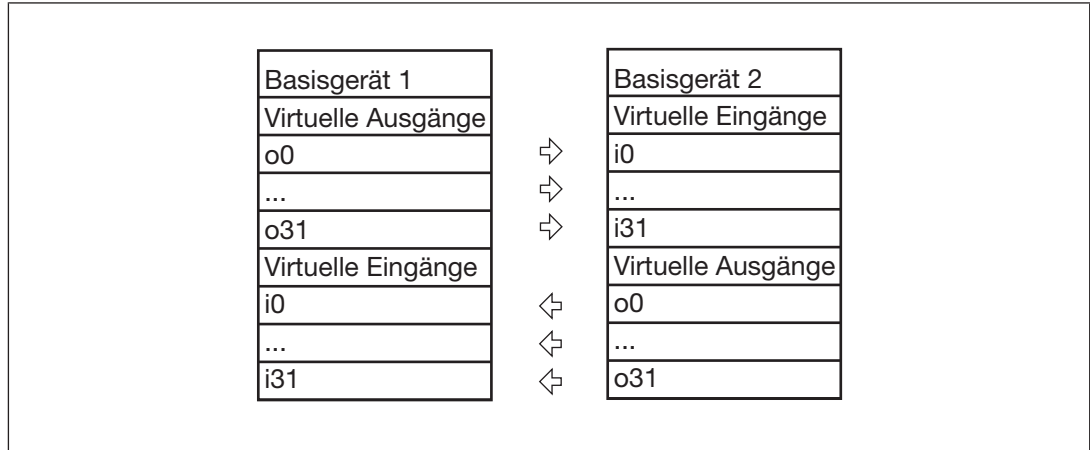 Basisgerät 1
Virtuelle Ausgänge
o0
...
o31
Virtuelle Eingänge
i0
...
i31
Basisgerät 2
Virtuelle Eingänge
i0
...
i31
Virtuelle Ausgänge
o0
...
o31